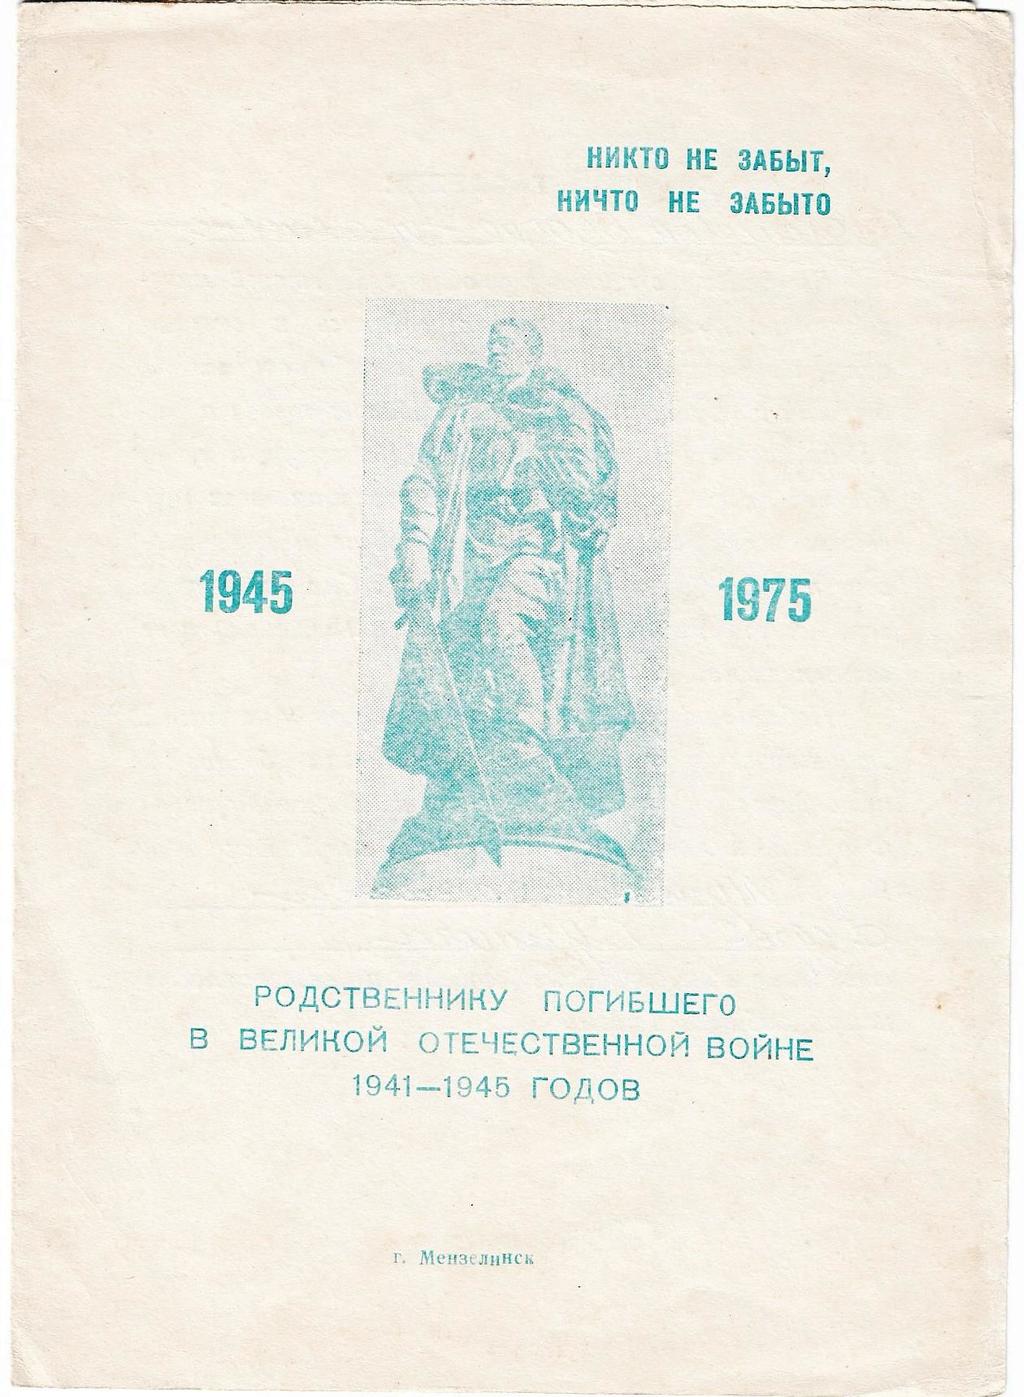 НИКТО НЕ ЗАБЫТ,
НИЧТО НЕ ЗАБЫТО
1945
1975
РОДСТВЕННИКУ ПОГИБШЕГО
В ВЕЛИКОЙ ОТЕЧЕСТВЕННОЙ ВОЙНЕ
1941—1945 ГОДОВ
г. Мензелинск